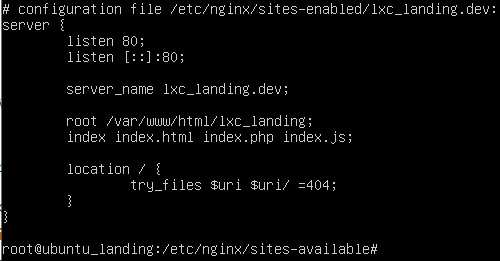 # configuration file /etc/nginx/sites-enabled/lxc_landing.dev:
server {
listen 80;
listen [::]:80;
server_name lxc_landing.dev;
root /var/www/html/lxc_landing;
index index.html index.php index.js;
location / {
try_files $uri $uri/ =404;
}
}
root@ubuntu_landing:/etc/nginx/sites-available#